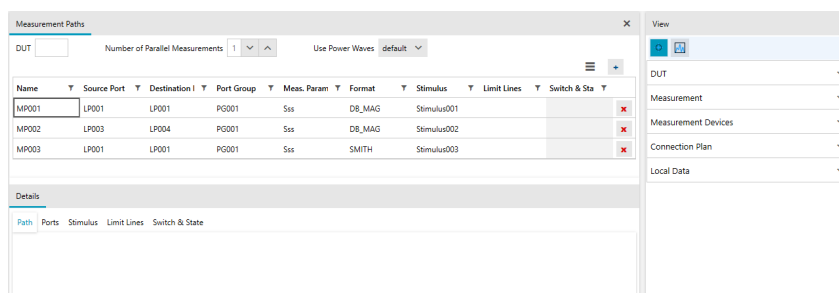 Measurement Paths
View
DUT
Number of Parallel Measurements 1
Use Power Waves default
Name Source Port Destination I Port Group Meas. Param Format Stimulus Limit Lines Switch & Sta
MP001 LP001 LP001 PG001 Sss DB_MAG Stimulus001
MP002 LP003 LP004 PG001 Sss DB_MAG Stimulus002
MP003 LP001 LP001 PG001 Sss SMITH Stimulus003
Details
Path Ports Stimulus Limit Lines Switch & State
DUT
Measurement
Measurement Devices
Connection Plan
Local Data